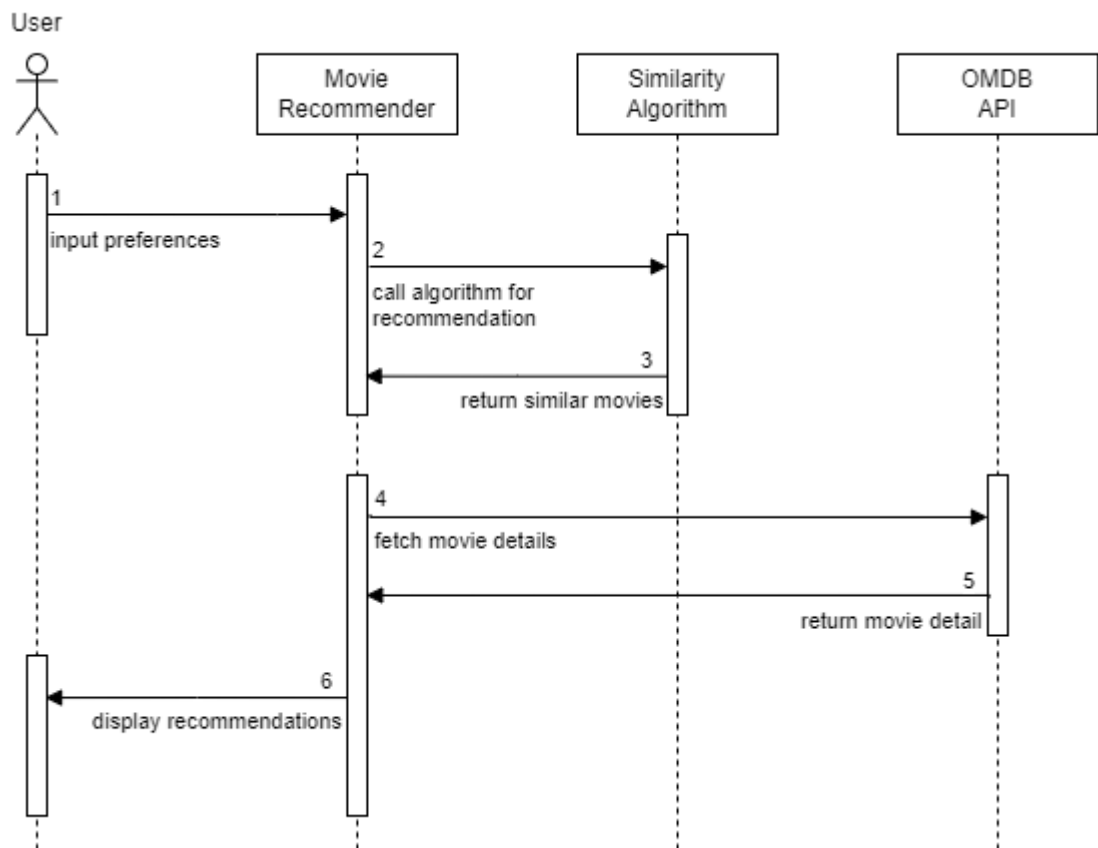 User
Movie
Recommender
Similarity
Algorithm
OMDB
API
1
input preferences
2
call algorithm for
recommendation
3
return similar movies
4
fetch movie details
5
return movie detail
6
display recommendations